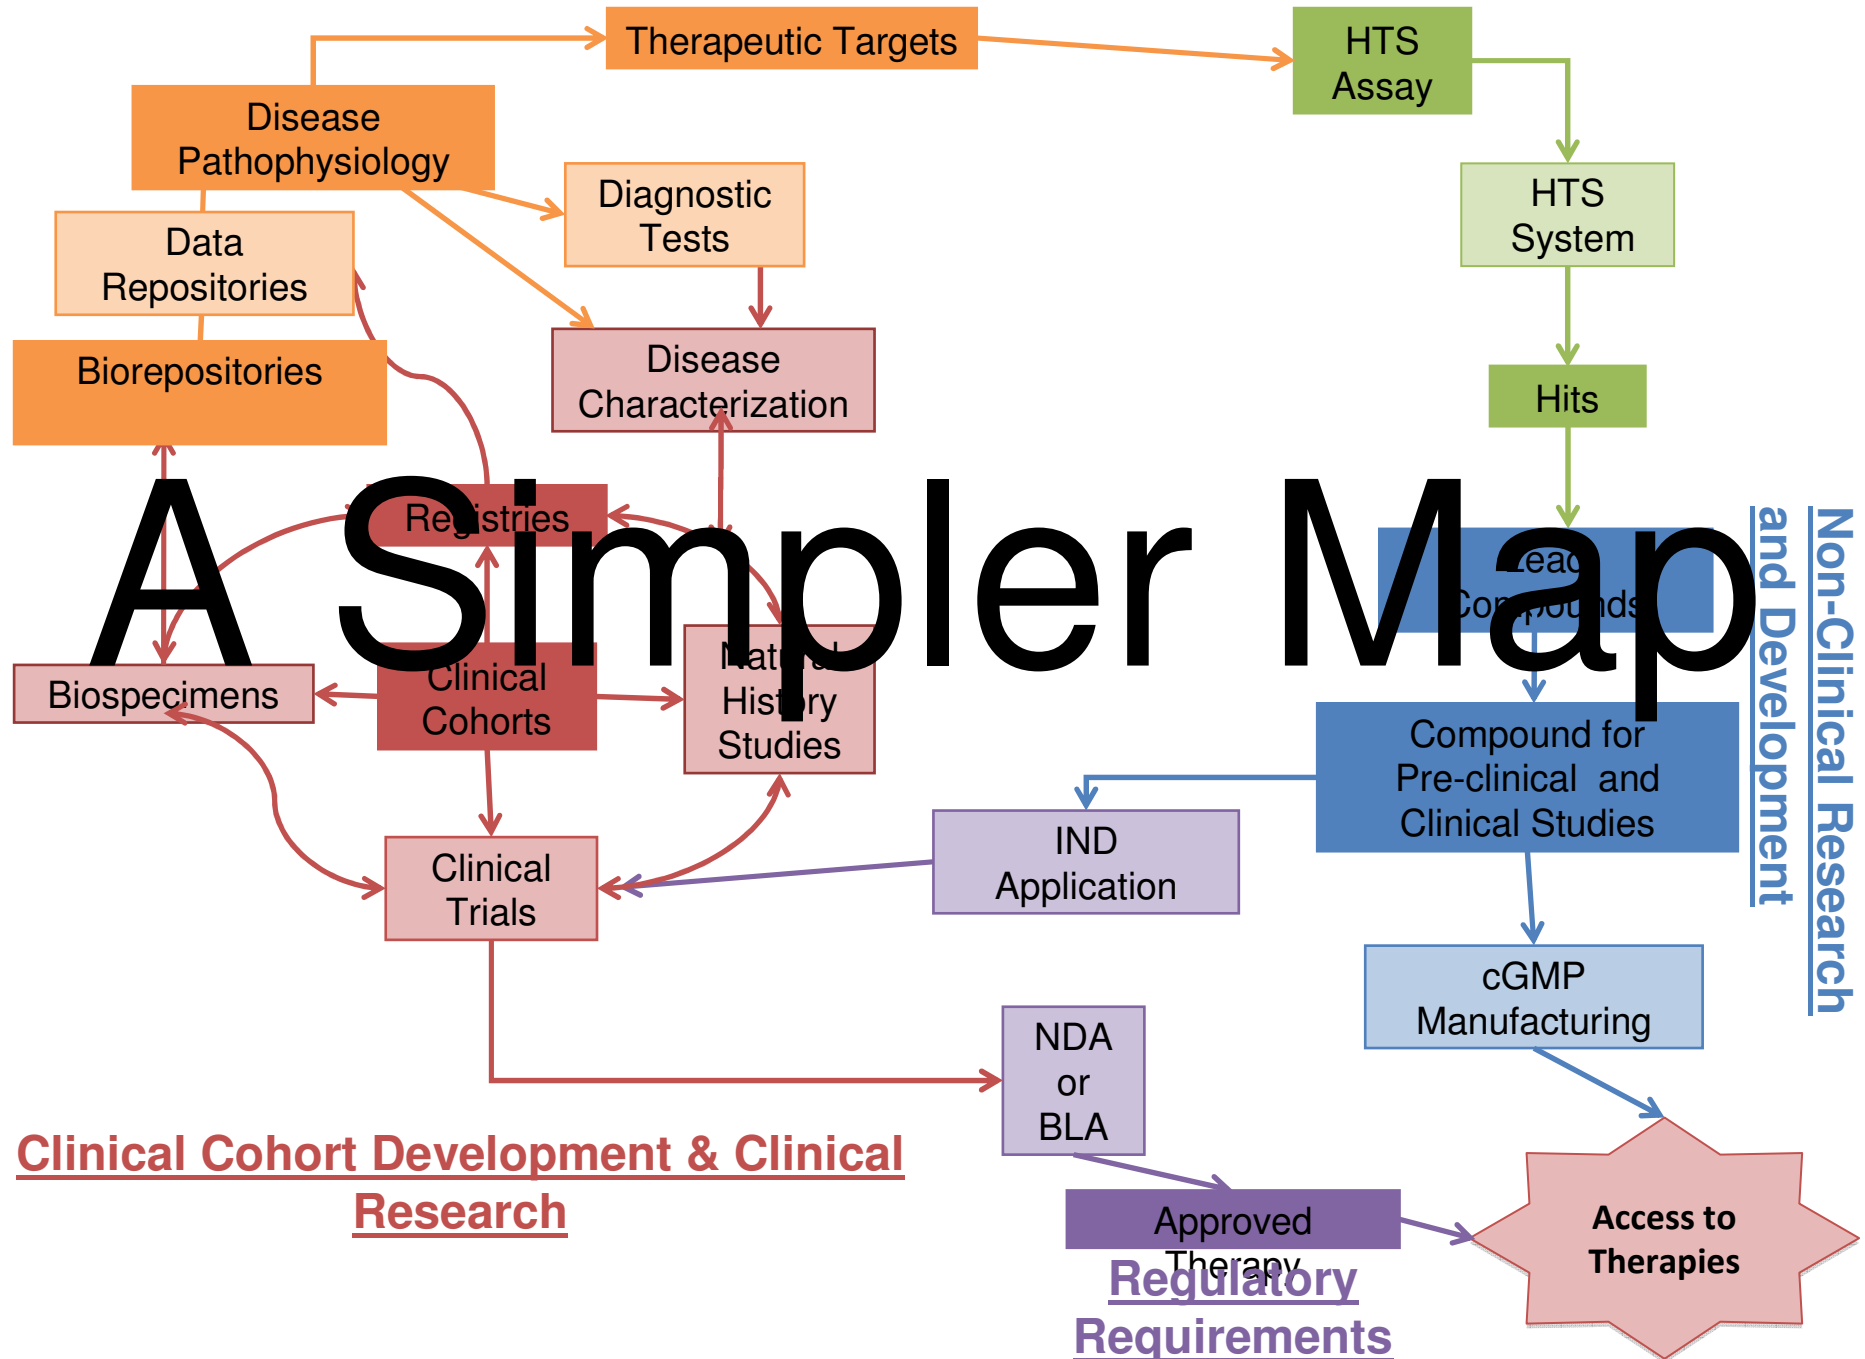 Therapeutic Targets
HTS
Assay
Disease
Pathophysiology
Diagnostic
Tests
HTS
System
Data
Repositories
Disease
Characterization
Biorepositories
Hits
A Simpler Map
Registries
Lead
Compounds
Non-Clinical Research
and Development
Natural
History
Studies
Clinical
Cohorts
Biospecimens
Compound for
Pre-clinical and
Clinical Studies
IND
Application
Clinical
Trials
cGMP
Manufacturing
NDA
or
BLA
Clinical Cohort Development & Clinical
Research
Approved
Therapy
Access to
Therapies
Regulatory
Requirements